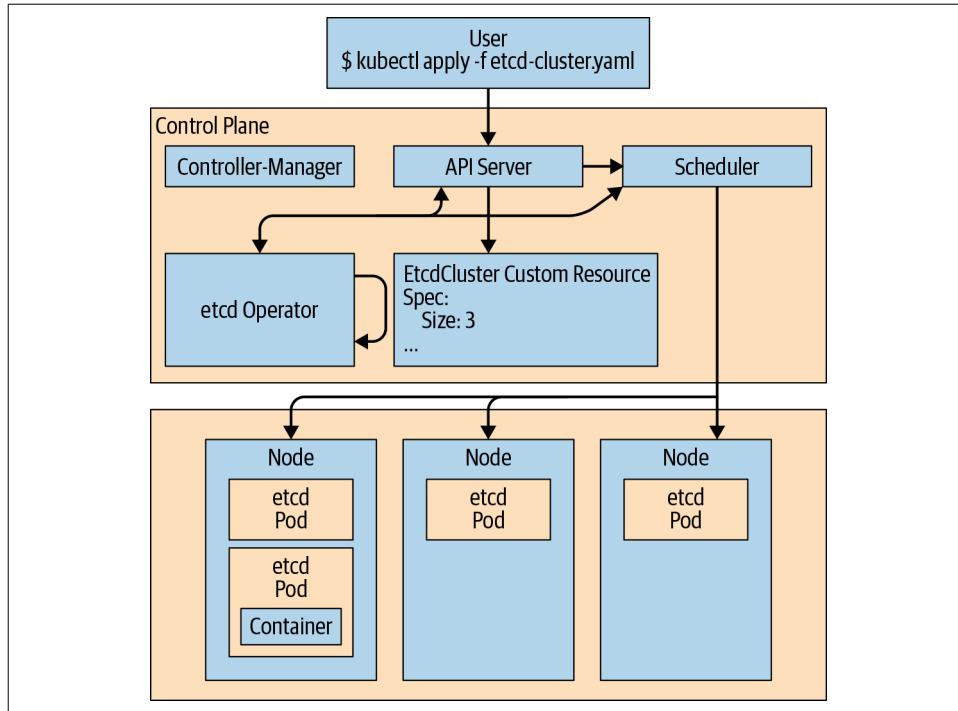 User
$ kubectl apply -f etcd-cluster.yaml
Control Plane
Controller-Manager
API Server
Scheduler
etcd Operator
EtcdCluster Custom Resource
Spec:
Size: 3
...
Node
etcd
Pod
etcd
Pod
Container
Node
etcd
Pod
Node
etcd
Pod